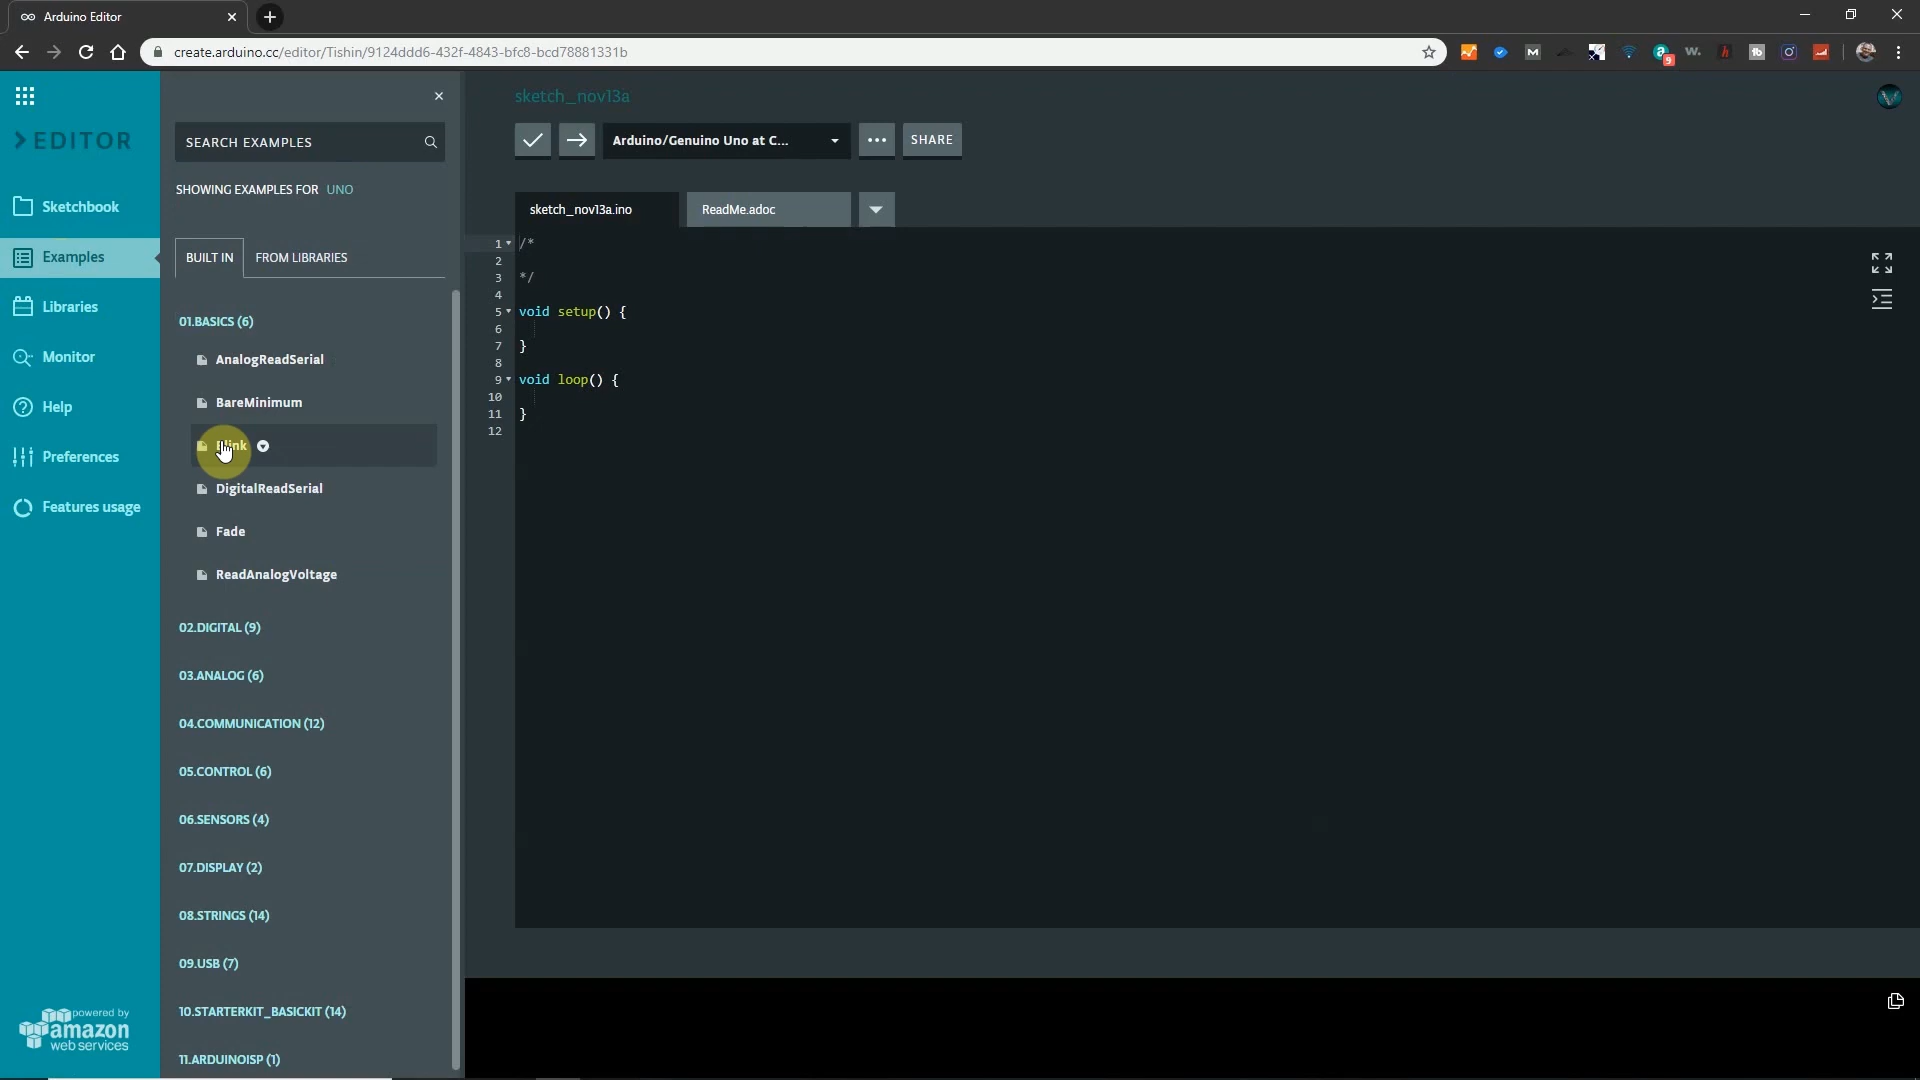 Arduino Editor
create.arduino.cc/editor/Tishin/9124ddd6-432f-4843-bfc8-bcd78881331b
EDITOR
Sketchbook
Examples
Libraries
Monitor
Help
Preferences
Features usage
powered by
amazon
web services
SEARCH EXAMPLES
SHOWING EXAMPLES FOR UNO
BUILT IN
FROM LIBRARIES
01.BASICS (6)
AnalogReadSerial
BareMinimum
Blink
DigitalReadSerial
Fade
ReadAnalogVoltage
02.DIGITAL (9)
03.ANALOG (6)
04.COMMUNICATION (12)
05.CONTROL (6)
06.SENSORS (4)
07.DISPLAY (2)
08.STRINGS (14)
09.USB (7)
10.STARTERKIT_BASICKIT (14)
11.ARDUINOISP (1)
sketch_nov13a
Arduino/Genuino Uno at C...
SHARE
sketch_nov13a.ino
ReadMe.adoc
1 /*
2
3 */
4
5 void setup() {
6
7 }
8
9 void loop() {
10
11 }
12
M
a
9
w.
h
fb